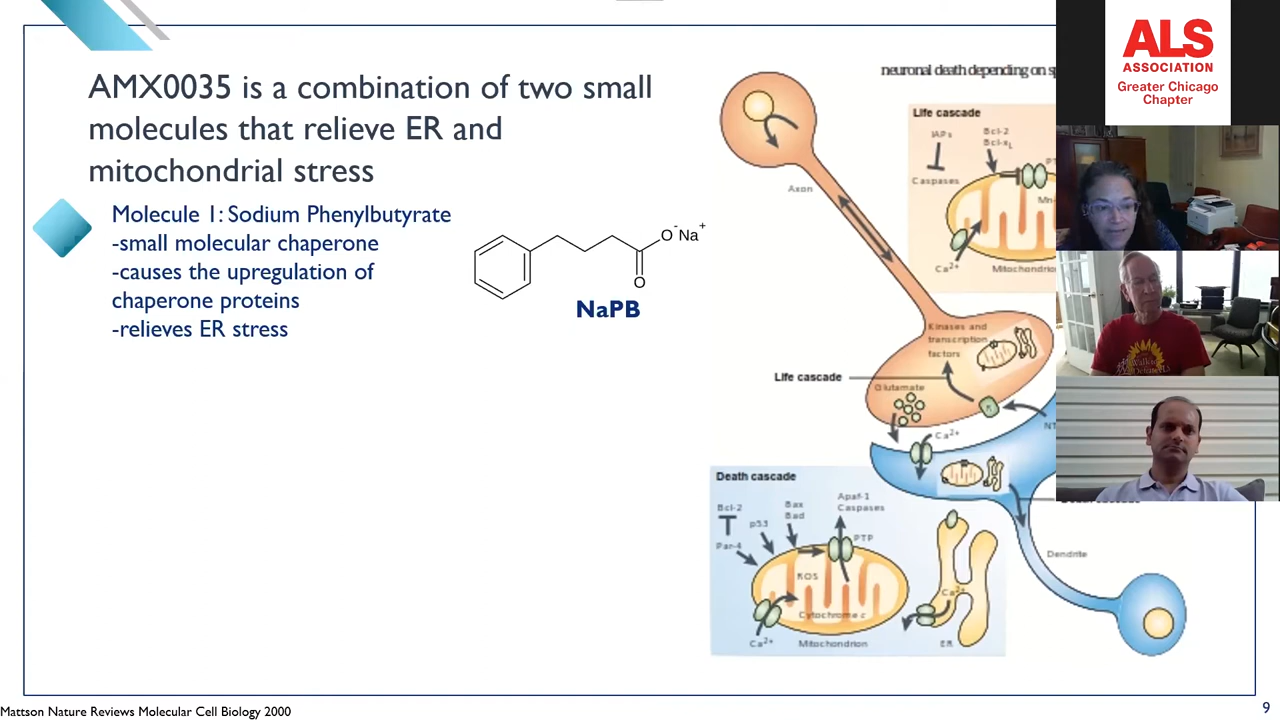 AMX0035 is a combination of two small
molecules that relieve ER and
mitochondrial stress
Molecule 1: Sodium Phenylbutyrate
-small molecular chaperone
-causes the upregulation of
chaperone proteins
-relieves ER stress
O-Na+
O
NaPB
neuronal death depending on
Life cascade
IAPs
Bcl-2
Bcl-xL
Caspases
Ca2+
Axon
Kinases and
transcription
factors
Life cascade
Glutamate
Ca2+
Death cascade
Bcl-2
p53
Bax
Bad
Apaf-1
Caspases
Par-4
PTP
ROS
Cytochrome c
Ca2+
Mitochondrion
Ca2+
ER
Dendrite
ALS
ASSOCIATION
Greater Chicago
Chapter
Mattson Nature Reviews Molecular Cell Biology 2000
9